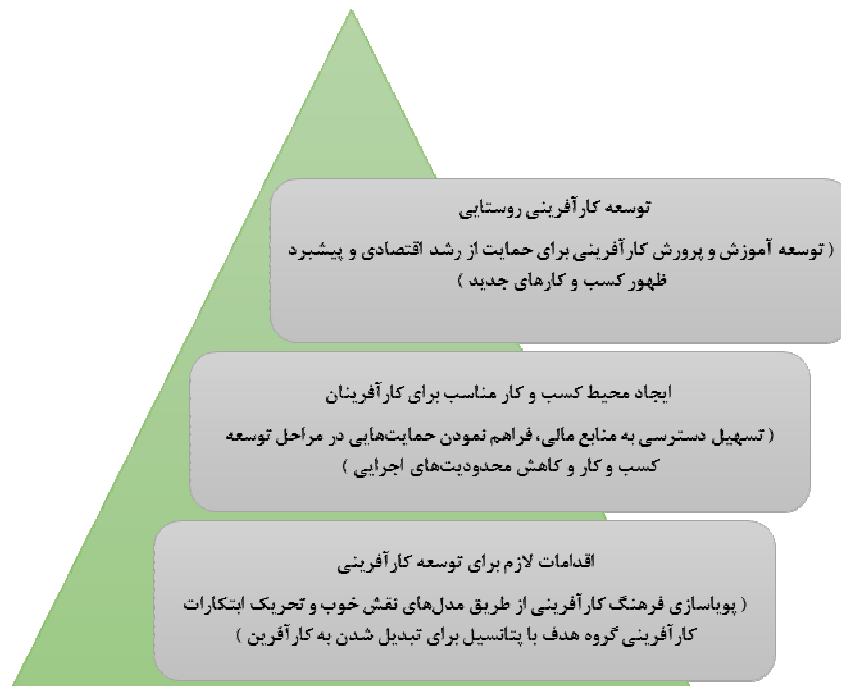 توسعه کارآفرینی روستایی
( توسعه آموزش و پرورش کارآفرینی برای حمایت از رشد اقتصادی و پیشبرد
ظهور کسب و کارهای جدید )
ایجاد محیط کسب و کار مناسب برای کارآفرینان
( تسهیل دسترسی به منابع مالی، فراهم نمودن حمایت‌هایی در مراحل توسعه
کسب و کار و کاهش محدودیت‌های اجرایی )
اقدامات لازم برای توسعه کارآفرینی
( پویاسازی فرهنگ کارآفرینی از طریق مدل‌های نقش خوب و تحریک ابتکارات
کارآفرینی گروه هدف با پتانسیل برای تبدیل شدن به کارآفرین )